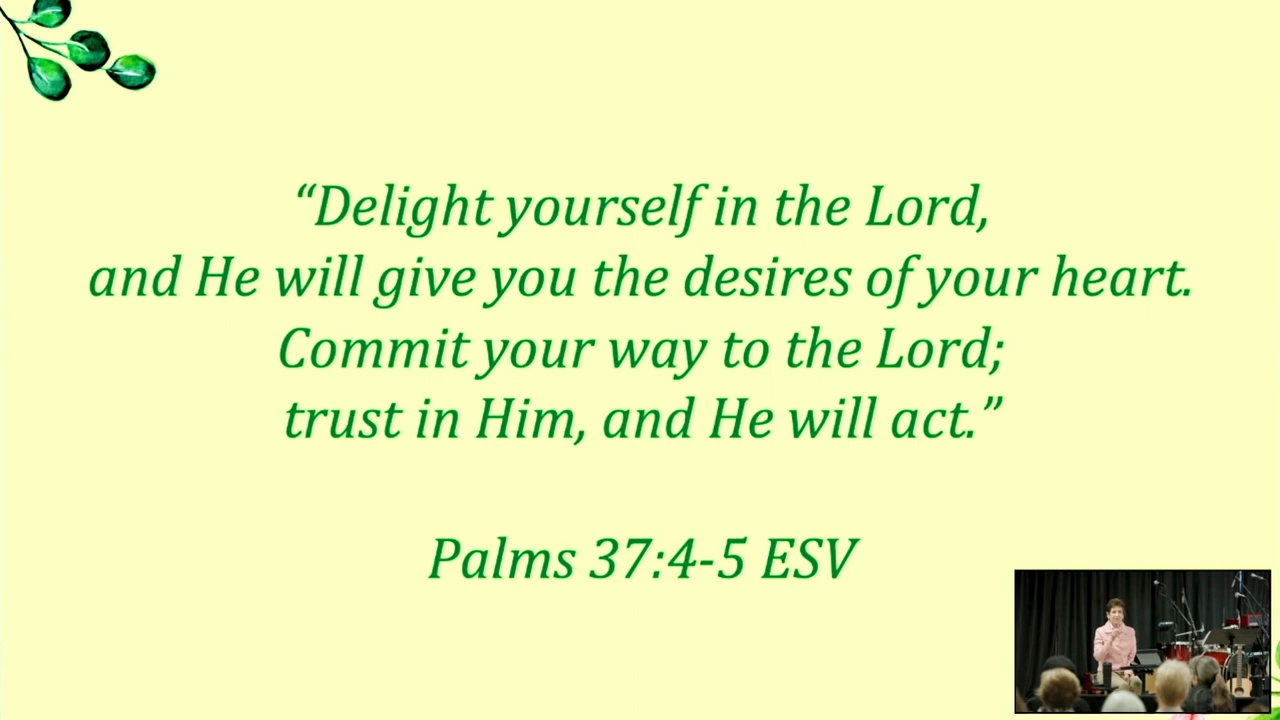 “Delight yourself in the Lord,
and He will give you the desires of your heart.
Commit your way to the Lord;
trust in Him, and He will act.”
Palms 37:4-5 ESV